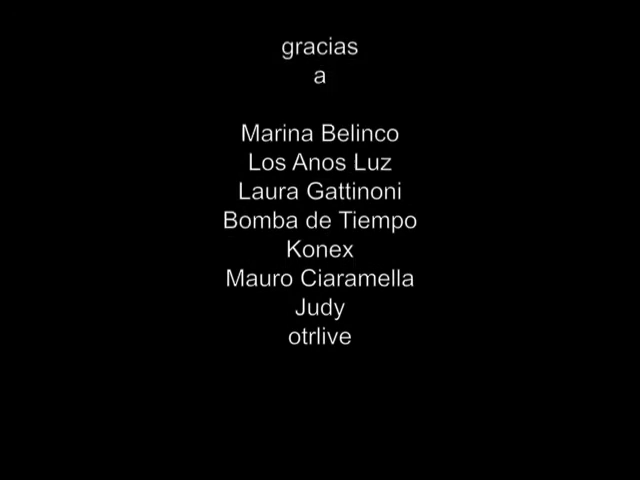 gracias
a
Marina Belinco
Los Anos Luz
Laura Gattinoni
Bomba de Tiempo
Konex
Mauro Ciaramella
Judy
otrlive